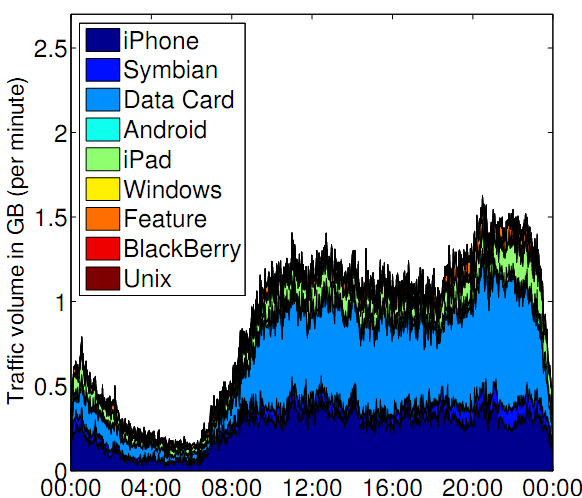 2.5
2
1.5
1
0.5
0
Traffic volume in GB (per minute)
iPhone
Symbian
Data Card
Android
iPad
Windows
Feature
BlackBerry
Unix
00:00 04:00 08:00 12:00 16:00 20:00 00:00